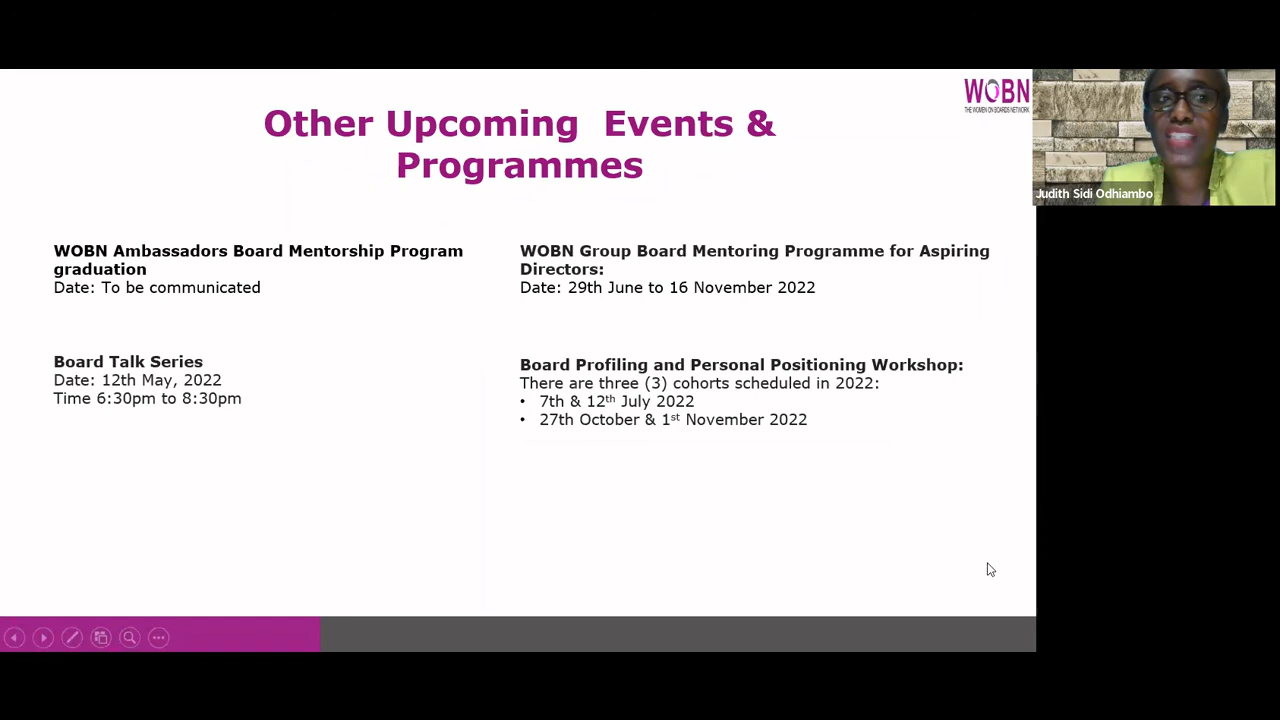 Other Upcoming  Events &
Programmes
WOBN
THE WOMEN ON BOARDS NETWORK
Judith Sidi Odhiambo
WOBN Ambassadors Board Mentorship Program
graduation
Date: To be communicated
Board Talk Series
Date: 12th May, 2022
Time 6:30pm to 8:30pm
WOBN Group Board Mentoring Programme for Aspiring
Directors:
Date: 29th June to 16 November 2022
Board Profiling and Personal Positioning Workshop:
There are three (3) cohorts scheduled in 2022:
• 7th & 12th July 2022
• 27th October & 1st November 2022